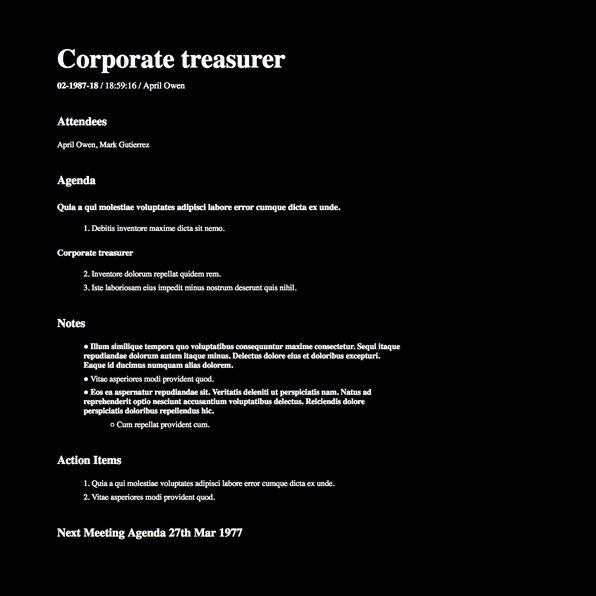 Corporate treasurer
02-1987-18 / 18:59:16 / April Owen
Attendees
April Owen, Mark Gutierrez
Agenda
Quia a qui molestiae voluptates adipisci labore error cumque dicta ex unde.
1. Debitis inventore maxime dicta sit nemo.
Corporate treasurer
2. Inventore dolorum repellat quidem rem.
3. Iste laboriosam eius impedit minus nostrum deserunt quis nihil.
Notes
● Illum similique tempora quo voluptatibus consequuntur maxime consectetur. Sequi itaque
repudiandae dolorum autem itaque minus. Delectus dolore eius et doloribus excepturi.
Eaque id ducimus numquam alias dolorem.
● Vitae asperiores modi provident quod.
● Eos ea aspernatur repudiandae sit. Veritatis deleniti ut perspiciatis nam. Natus ad
reprehenderit optio nesciunt accusantium voluptatibus delectus. Reiciendis dolore
perspiciatis doloribus repellendus hic.
○ Cum repellat provident cum.
Action Items
1. Quia a qui molestiae voluptates adipisci labore error cumque dicta ex unde.
2. Vitae asperiores modi provident quod.
Next Meeting Agenda 27th Mar 1977